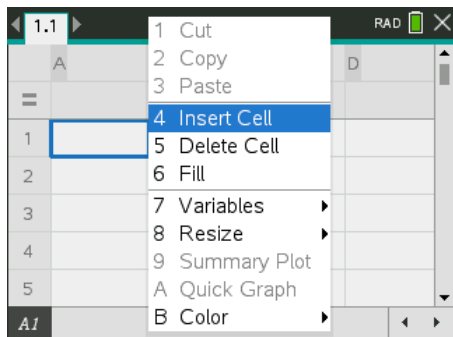 1.1 RAD
A D
=
1
2
3
4
5
A1
1 Cut
2 Copy
3 Paste
4 Insert Cell
5 Delete Cell
6 Fill
7 Variables
8 Resize
9 Summary Plot
A Quick Graph
B Color